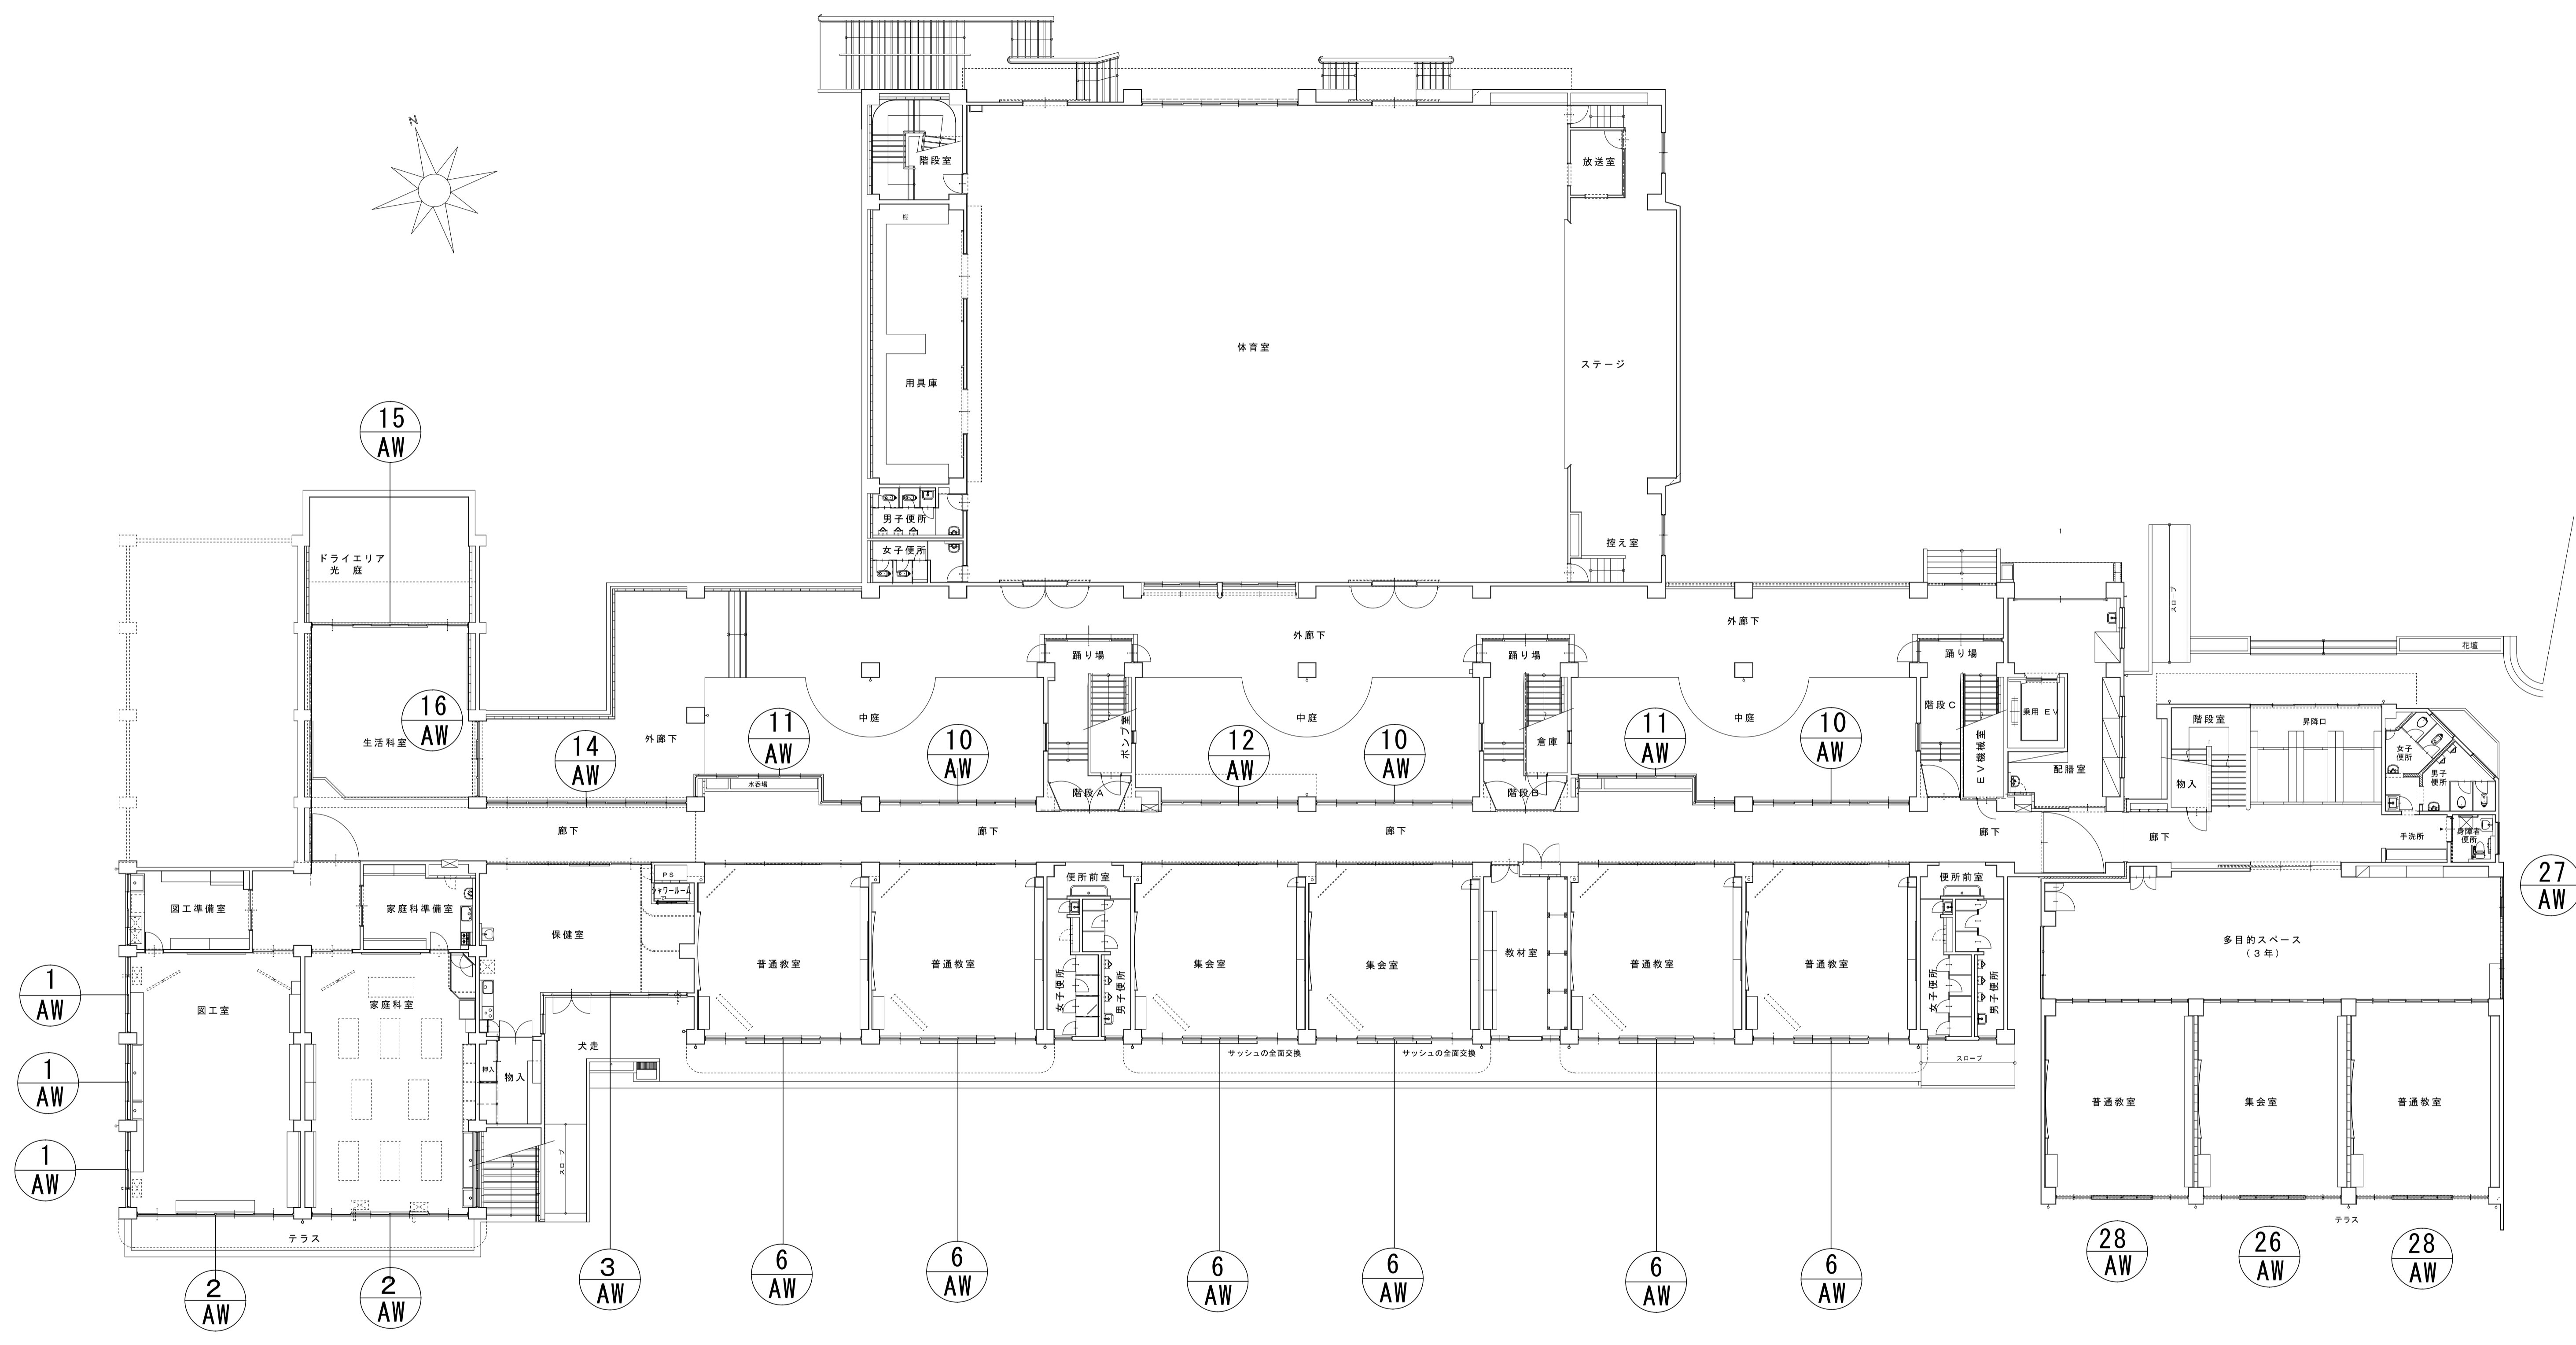 N
階段室
放送室
棚
体育室
ステージ
用具庫
15
AW
男子便所
女子便所
控え室
ドライエリア
光 庭
スロープ
外廊下
外廊下
花壇
踊り場
踊り場
踊り場
16
AW
生活科室
14
AW
外廊下
11
AW
中庭
10
AW
ポンプ室
12
AW
中庭
10
AW
倉庫
11
AW
中庭
10
AW
階段C
乗用 EV
EV機械室
配膳室
階段室
昇降口
女子
便所
男子
便所
物入
水呑場
階段A
階段B
廊下
廊下
廊下
廊下
廊下
手洗所
身障者
便所
27
AW
図工準備室
家庭科準備室
PS
シャワールーム
保健室
便所前室
便所前室
普通教室
普通教室
女子便所
男子便所
集会室
集会室
教材室
普通教室
普通教室
女子便所
男子便所
多目的スペース
(3年)
1
AW
図工室
家庭科室
犬走
サッシュの全面交換
サッシュの全面交換
スロープ
1
AW
押入
物入
普通教室
集会室
普通教室
1
AW
スロープ
テラス
テラス
2
AW
2
AW
3
AW
6
AW
6
AW
6
AW
6
AW
6
AW
6
AW
28
AW
26
AW
28
AW